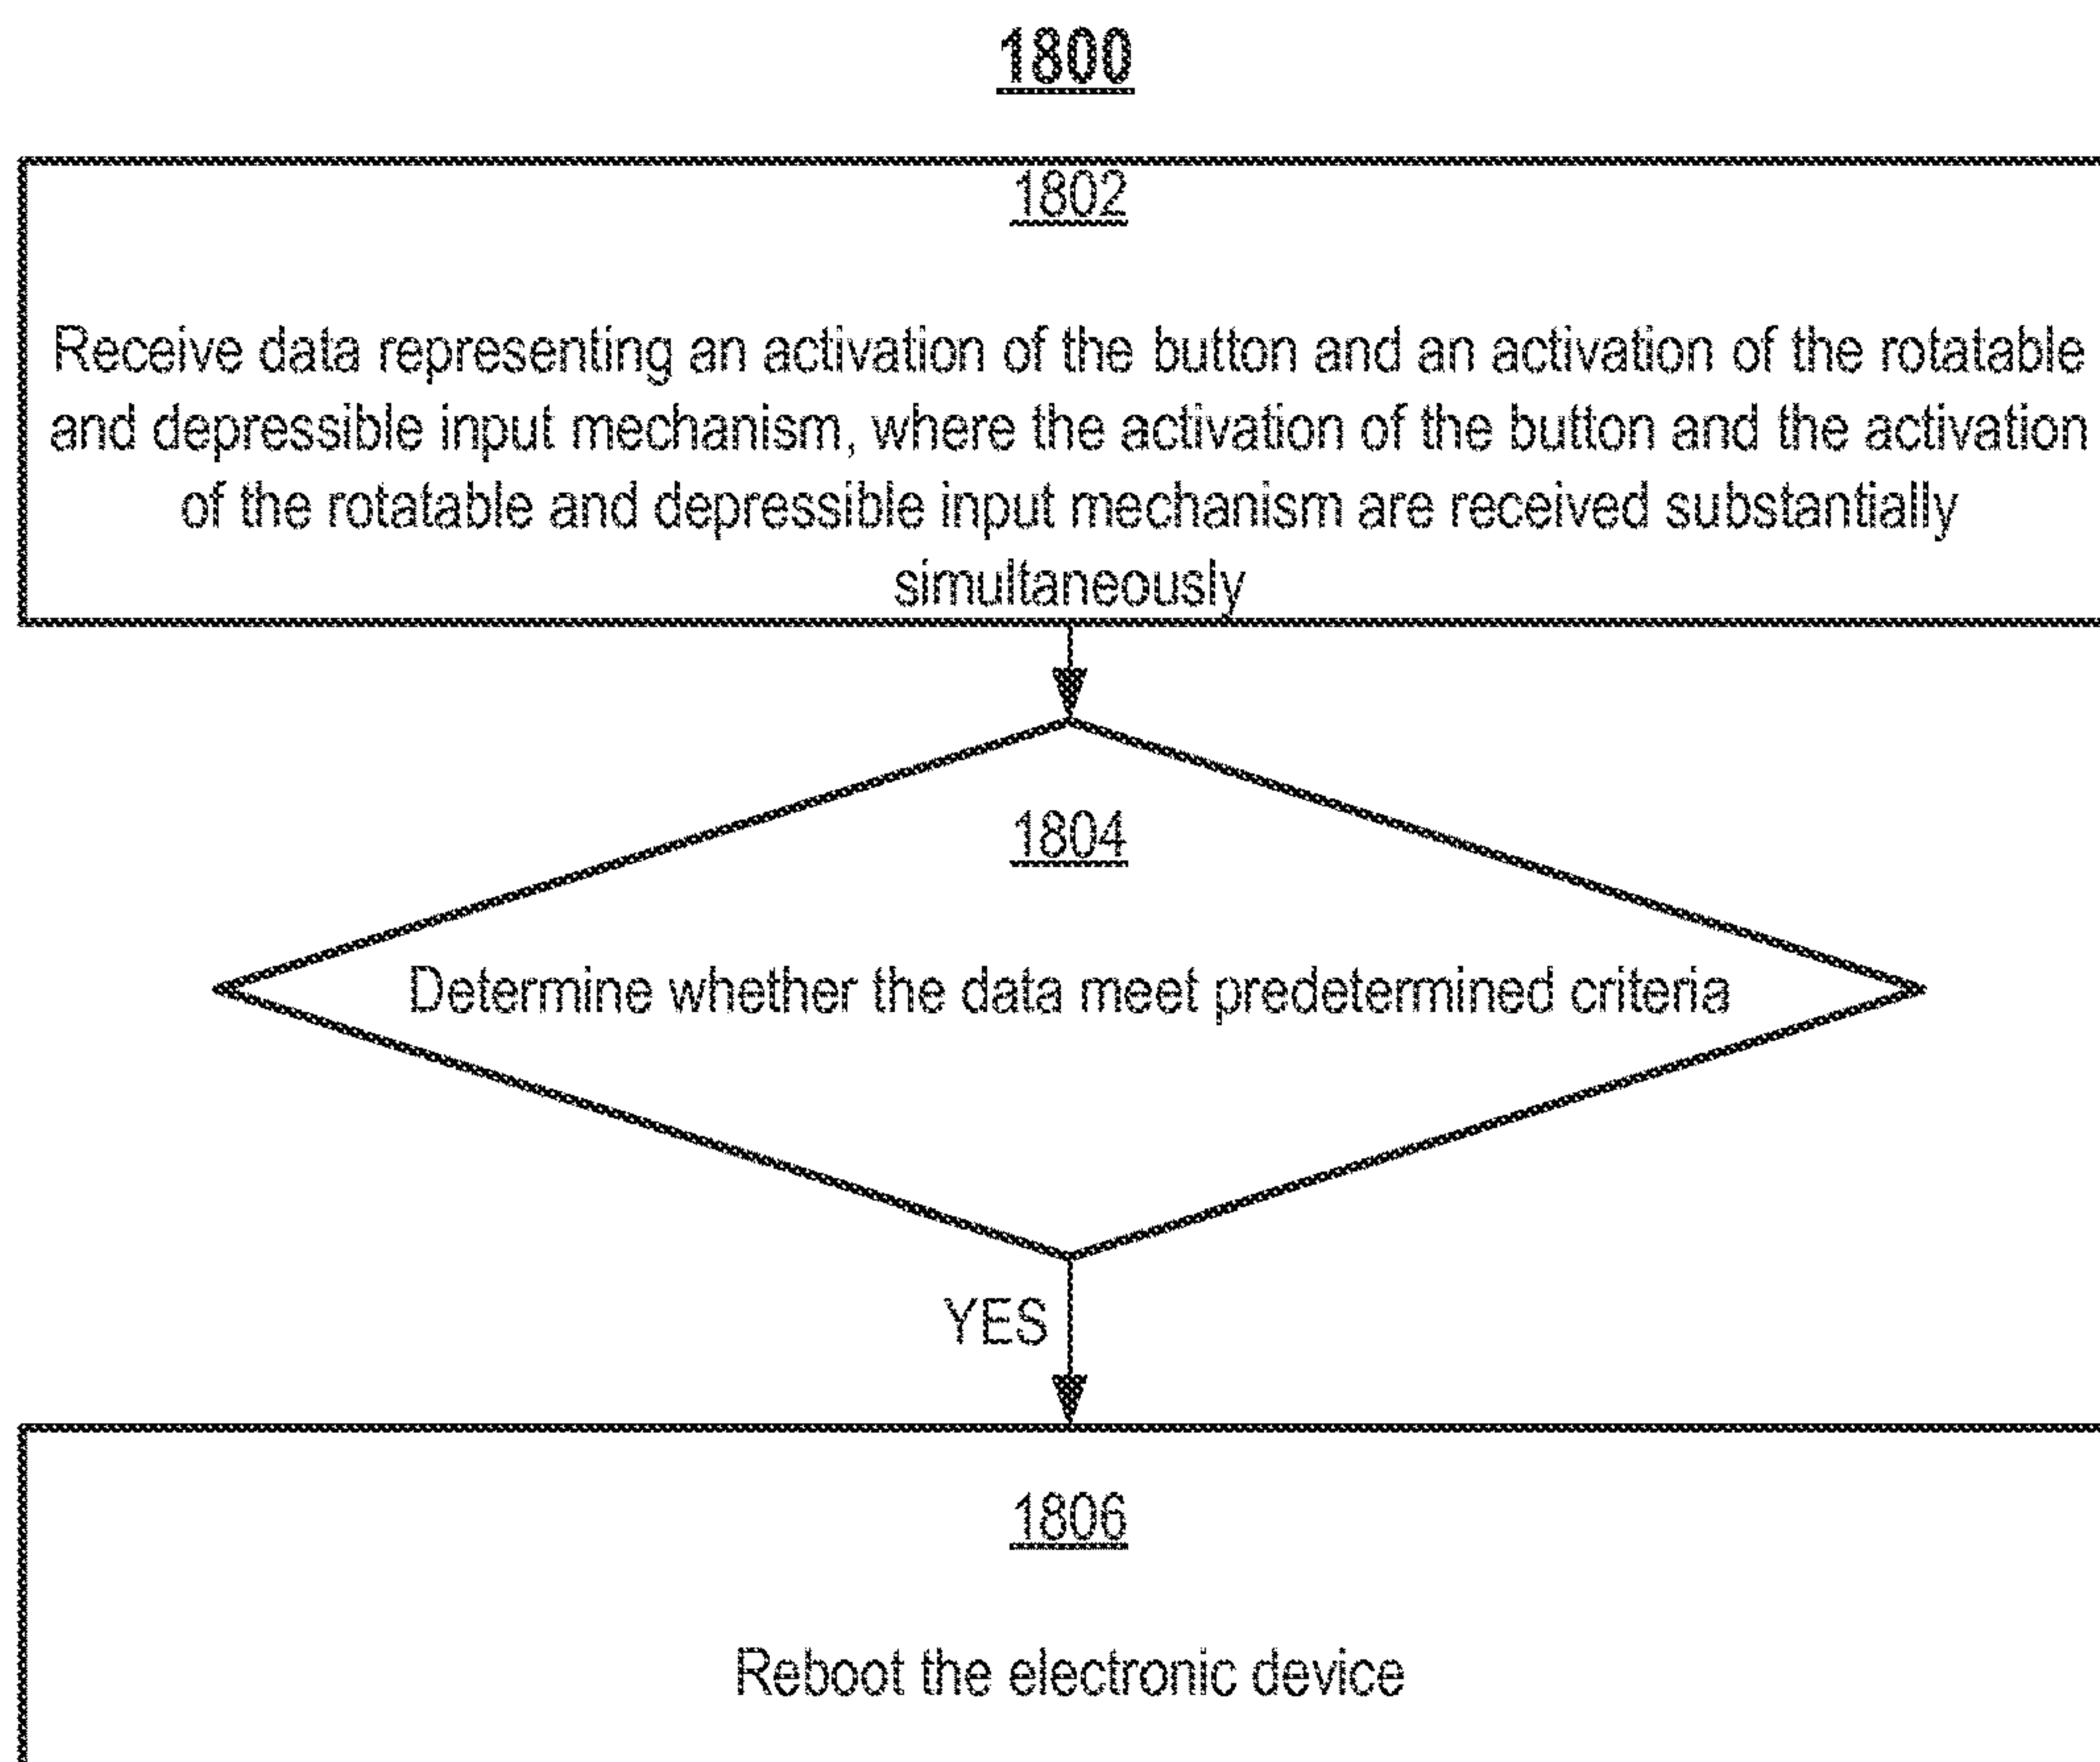 1800
1802
Receive data representing an activation of the button and an activation of the rotatable
and depressible input mechanism, where the activation of the button and the activation
of the rotatable and depressible input mechanism are received substantially
simultaneously
1804
Determine whether the data meet predetermined criteria
YES
1806
Reboot the electronic device